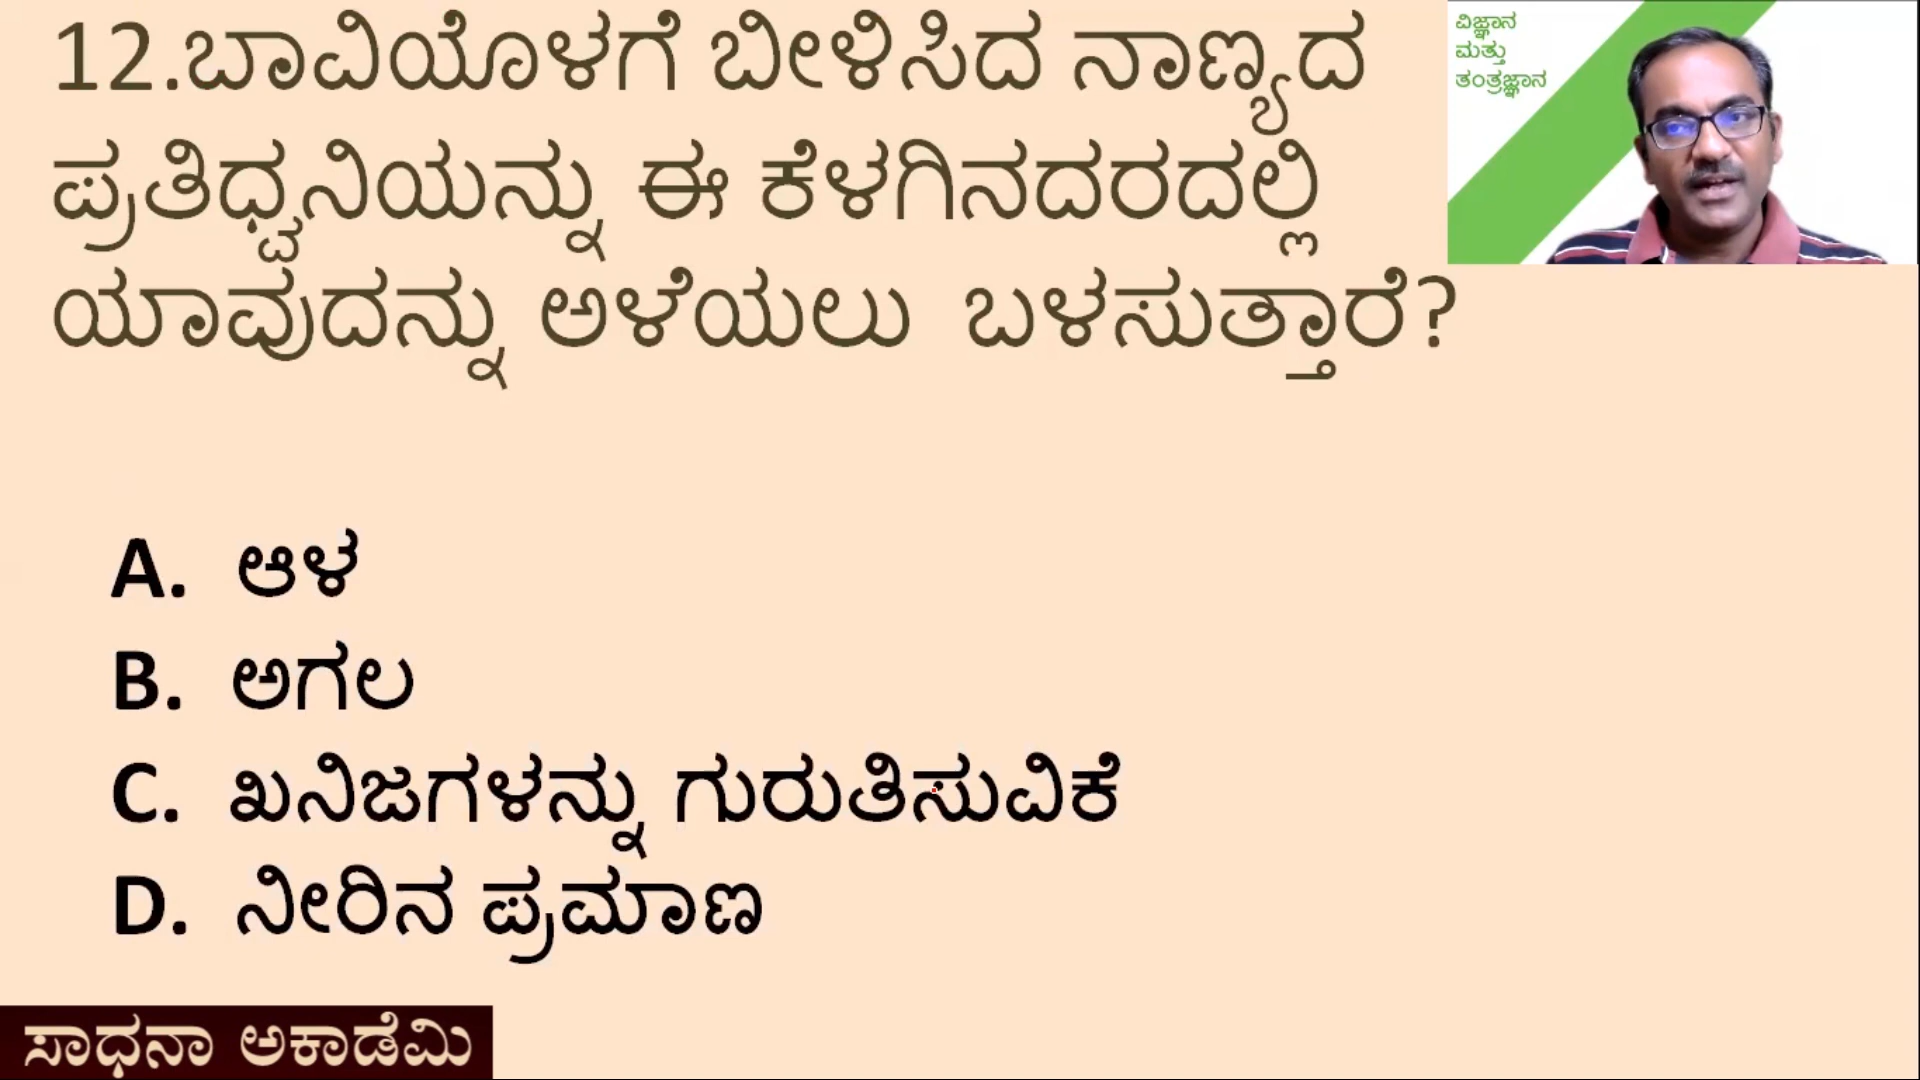 12.ಬಾವಿಯೊಳಗೆ ಬೀಳಿಸಿದ ನಾಣ್ಯದ
ಪ್ರತಿಧ್ವನಿಯನ್ನು ಈ ಕೆಳಗಿನದರದಲ್ಲಿ
ಯಾವುದನ್ನು ಅಳೆಯಲು ಬಳಸುತ್ತಾರೆ?
ವಿಜ್ಞಾನ
ಮತ್ತು
ತಂತ್ರಜ್ಞಾನ
A. ಆಳ
B. ಅಗಲ
C. ಖನಿಜಗಳನ್ನು ಗುರುತಿಸುವಿಕೆ
D. ನೀರಿನ ಪ್ರಮಾಣ
ಸಾಧನಾ ಅಕಾಡೆಮಿ